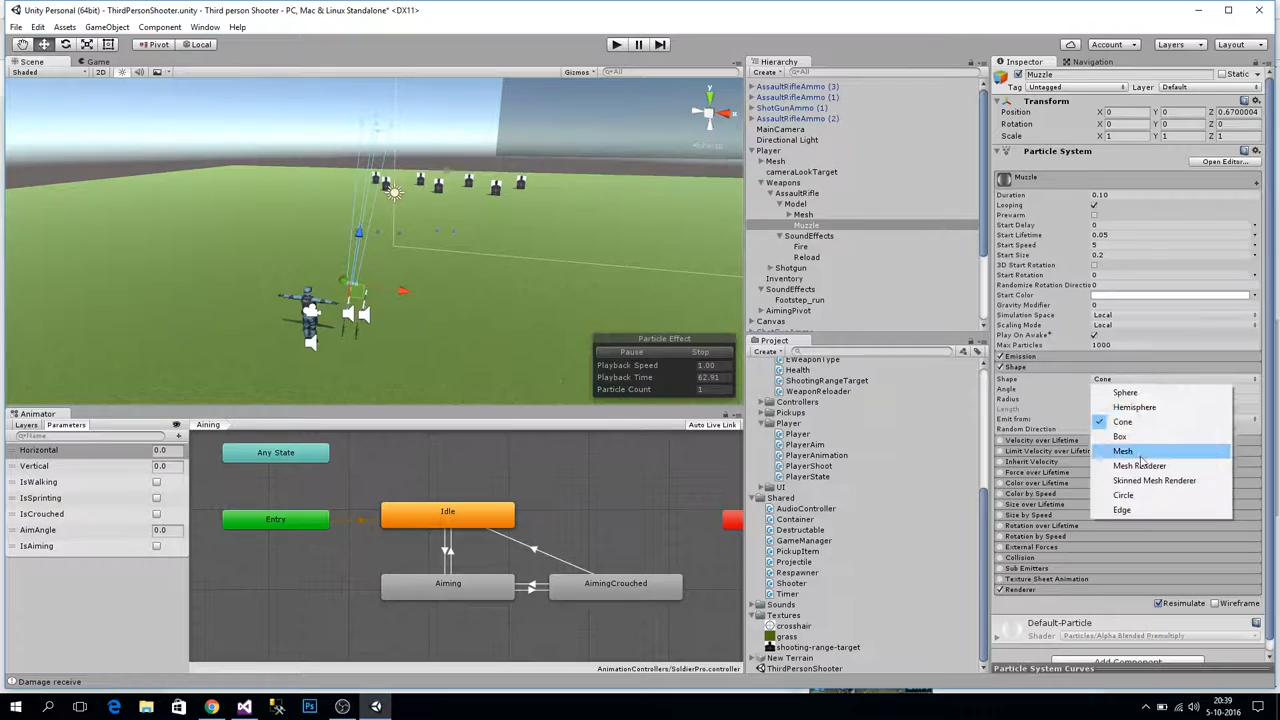 Unity Personal (64bit) - ThirdPersonShooter.unity - Third person Shooter - PC, Mac & Linux Standalone* <DX11>
File Edit Assets GameObject Component Window Help
Pivot Local Account Layers Layout
Scene Game
Shaded 2D Gizmos All
Persp
y
x
Particle Effect
Pause Stop
Playback Speed 1.00
Playback Time 62.91
Particle Count 1
Hierarchy
Create All
AssaultRifleAmmo (3)
AssaultRifleAmmo (1)
ShotGunAmmo (1)
AssaultRifleAmmo (2)
MainCamera
Directional Light
Player
Mesh
cameraLookTarget
Weapons
AssaultRifle
Model
Mesh
Muzzle
SoundEffects
Fire
Reload
Shotgun
Inventory
SoundEffects
Footstep_run
AimingPivot
Canvas
Project
Create
EWeaponType
Health
ShootingRangeTarget
WeaponReloader
Controllers
Pickups
Player
Player
PlayerAim
PlayerAnimation
PlayerShoot
PlayerState
UI
Shared
AudioController
Container
Destructable
GameManager
PickupItem
Projectile
Respawner
Shooter
Timer
Sounds
Textures
crosshair
grass
shooting-range-target
New Terrain
ThirdPersonShooter
Inspector Navigation
Muzzle Static
Tag Untagged Layer Default
Transform
Position X 0 Y 0 Z 0.6700004
Rotation X 0 Y 0 Z 0
Scale X 1 Y 1 Z 1
Particle System
Open Editor...
Muzzle
Duration 0.10
Looping
Prewarm
Start Delay 0
Start Lifetime 0.05
Start Speed 5
Start Size 0.2
3D Start Rotation
Start Rotation 0
Randomize Rotation Directio 0
Start Color
Gravity Modifier 0
Simulation Space Local
Scaling Mode Local
Play On Awake*
Max Particles 1000
Emission
Shape
Shape Cone
Angle
Radius
Length
Emit from:
Random Direction
Sphere
Hemisphere
Cone
Box
Mesh
Mesh Renderer
Skinned Mesh Renderer
Circle
Edge
Velocity over Lifetime
Limit Velocity over Lifeti
Inherit Velocity
Force over Lifetime
Color over Lifetime
Color by Speed
Size over Lifetime
Size by Speed
Rotation over Lifetime
Rotation by Speed
External Forces
Collision
Sub Emitters
Texture Sheet Animation
Renderer
Resimulate Wireframe
Default-Particle
Shader Particles/Alpha Blended Premultiply
Add Component
Particle System Curves
Animator
Layers Parameters Aiming Auto Live Link
Name
Horizontal 0.0
Vertical 0.0
IsWalking
IsSprinting
IsCrouched
AimAngle 0.0
IsAiming
Any State
Entry
Idle
Aiming
AimingCrouched
AnimationControllers/SoldierPro.controller
Damage receive
20:39
5-10-2016